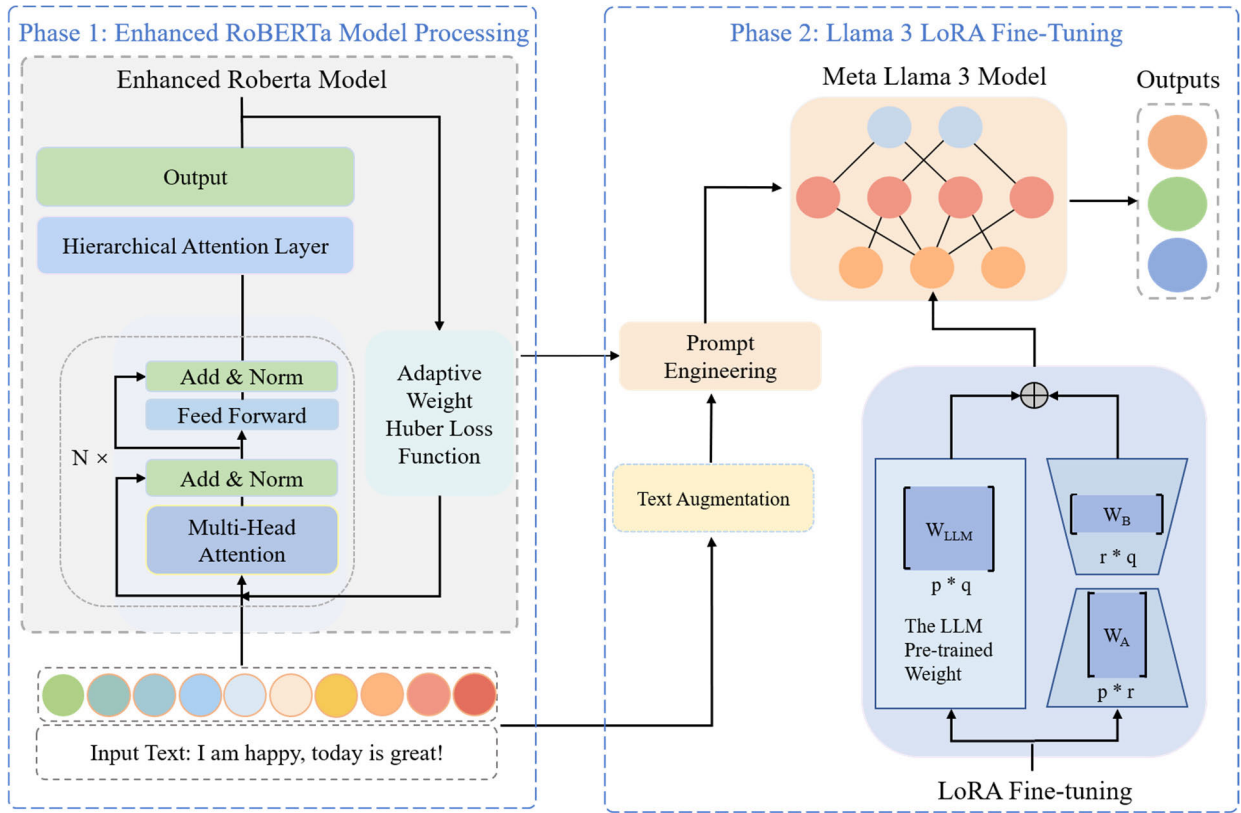 Phase 1: Enhanced RoBERTa Model Processing
Enhanced Roberta Model
Output
Hierarchical Attention Layer
Add & Norm
Feed Forward
N ×
Add & Norm
Multi-Head
Attention
Adaptive
Weight
Huber Loss
Function
Input Text: I am happy, today is great!
Phase 2: Llama 3 LoRA Fine-Tuning
Meta Llama 3 Model
Outputs
Prompt
Engineering
Text Augmentation
W_LLM
p * q
The LLM
Pre-trained
Weight
W_B
r * q
W_A
p * r
LoRA Fine-tuning